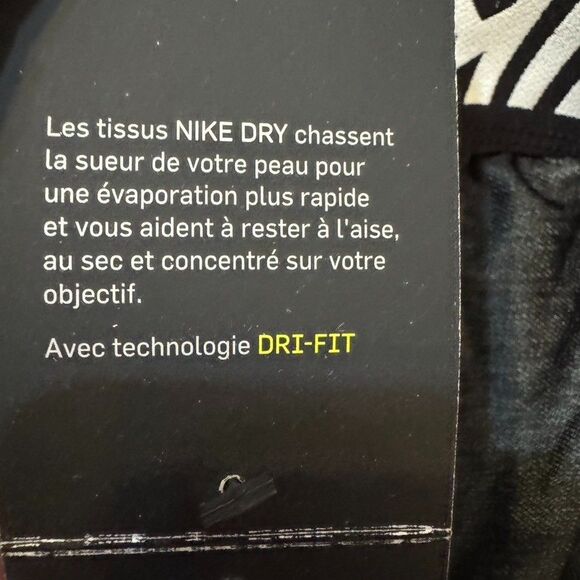 Les tissus NIKE DRY chassent
la sueur de votre peau pour
une évaporation plus rapide
et vous aident à rester à l'aise,
au sec et concentré sur votre
objectif.
Avec technologie DRI-FIT